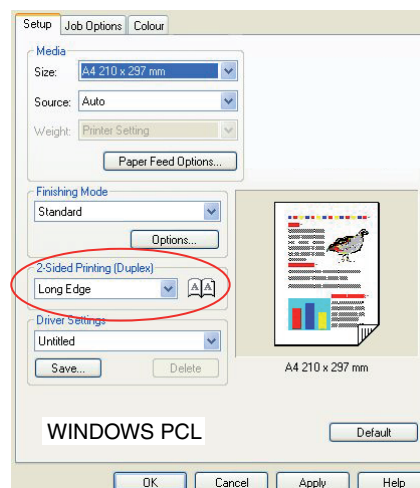 Setup Job Options Colour
Media
Size: A4 210 x 297 mm
Source: Auto
Weight: Printer Setting
Paper Feed Options...
Finishing Mode
Standard
Options...
2-Sided Printing (Duplex)
Long Edge
A A
Driver Settings
Untitled
Save... Delete
A4 210 x 297 mm
WINDOWS PCL
Default
OK Cancel Apply Help